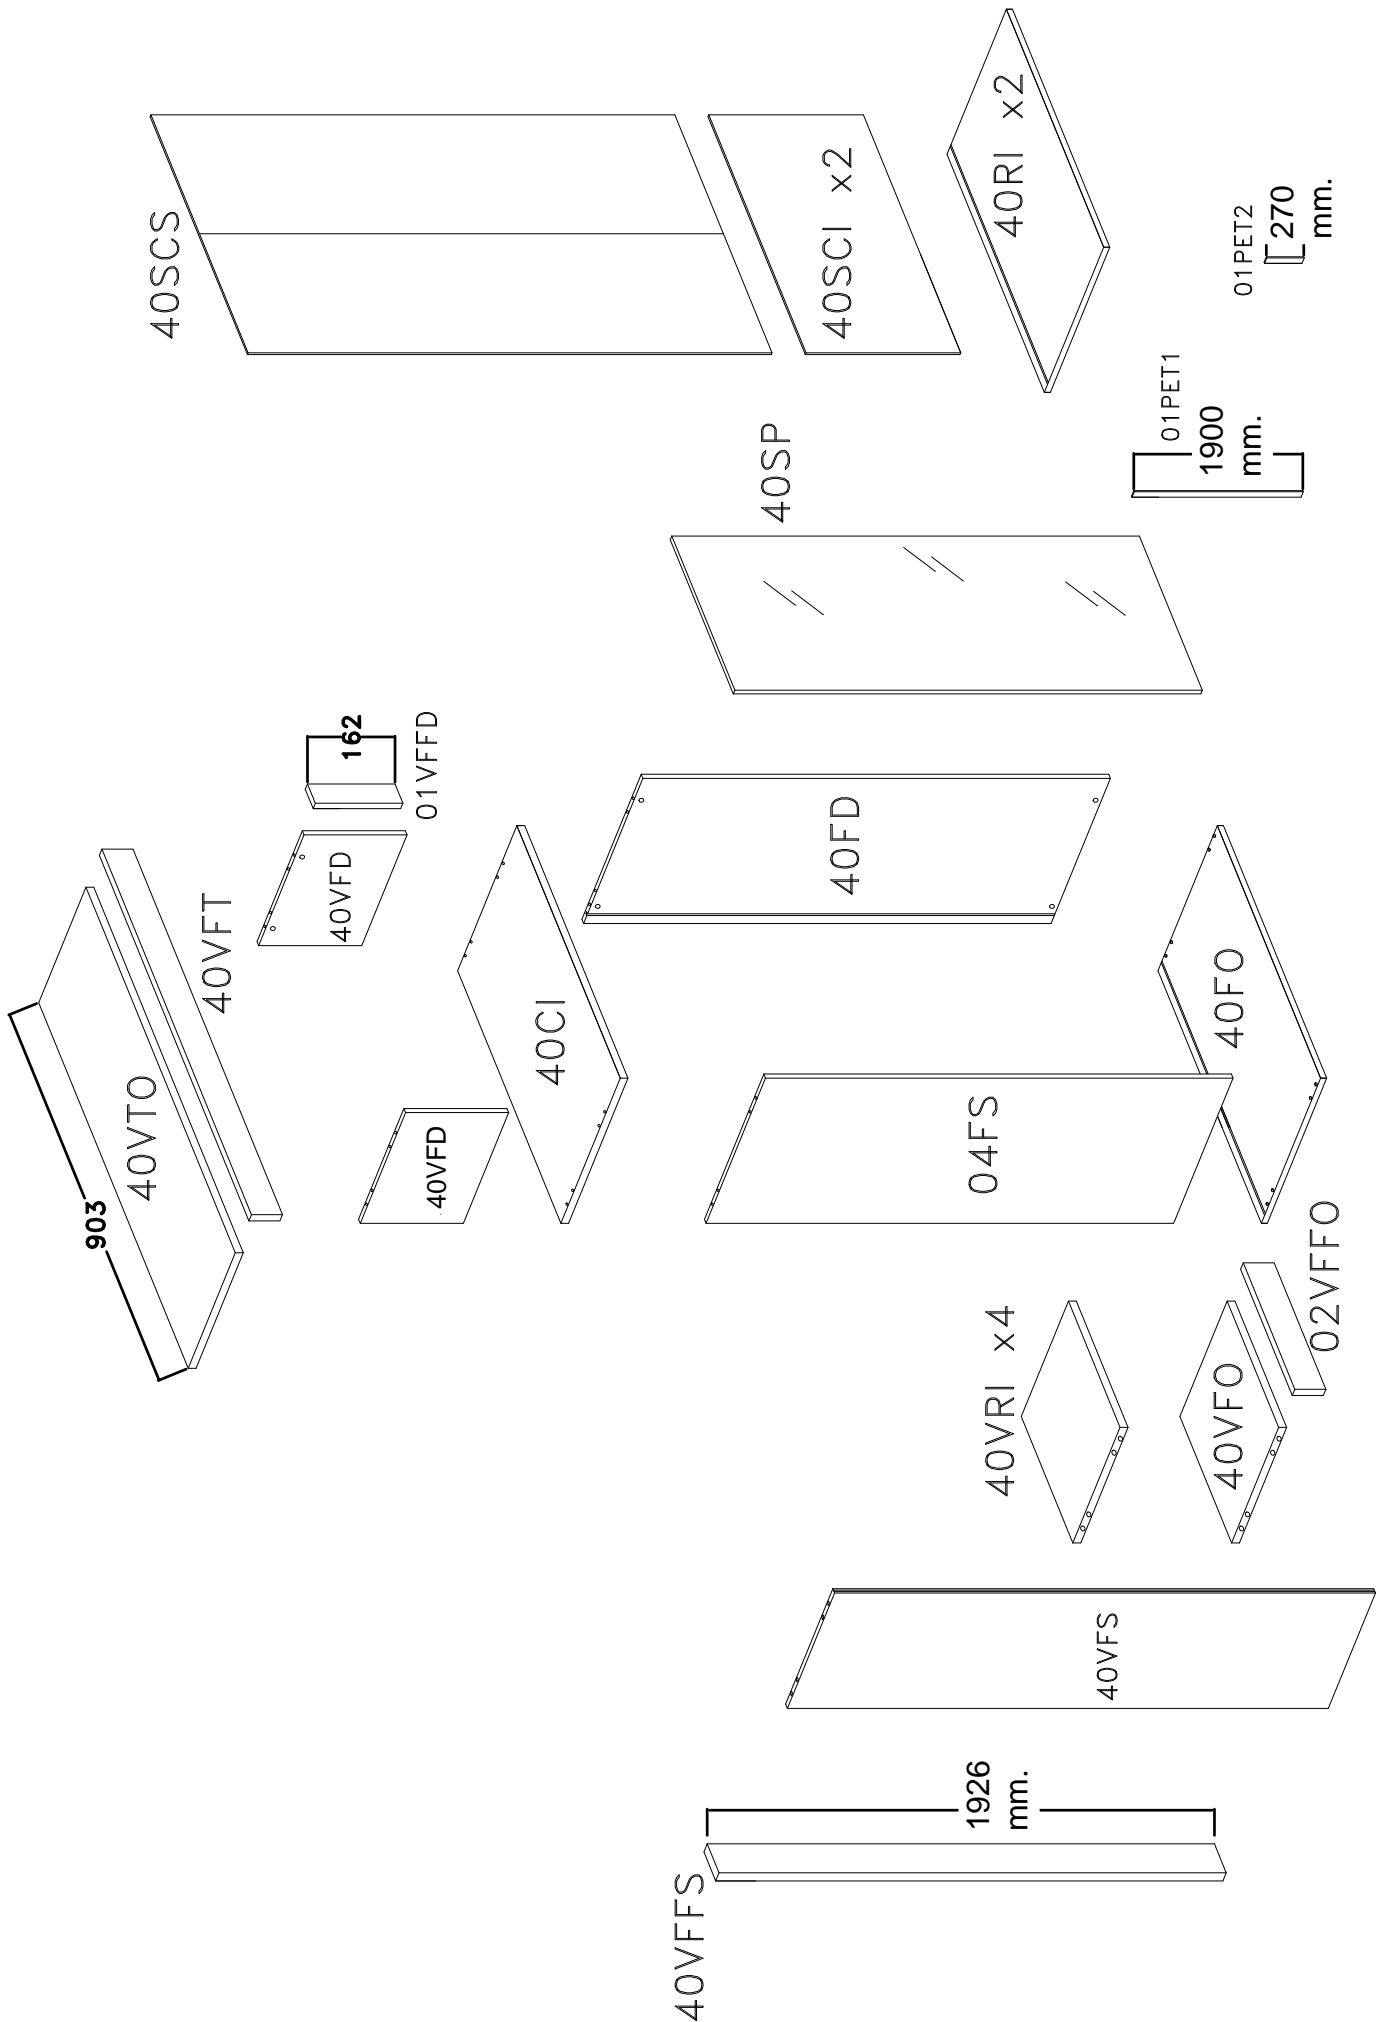 40SCS
40SCI x2
40RI x2
01PET2
270
mm.
01PET1
1900
mm.
40SP
162
01VFFD
40VFD
40VFT
903
40VTO
40CI
40FD
40VFD
04FS
40FO
02VFFO
40VRI x4
40VFO
40VFS
1926
mm.
40VFFS